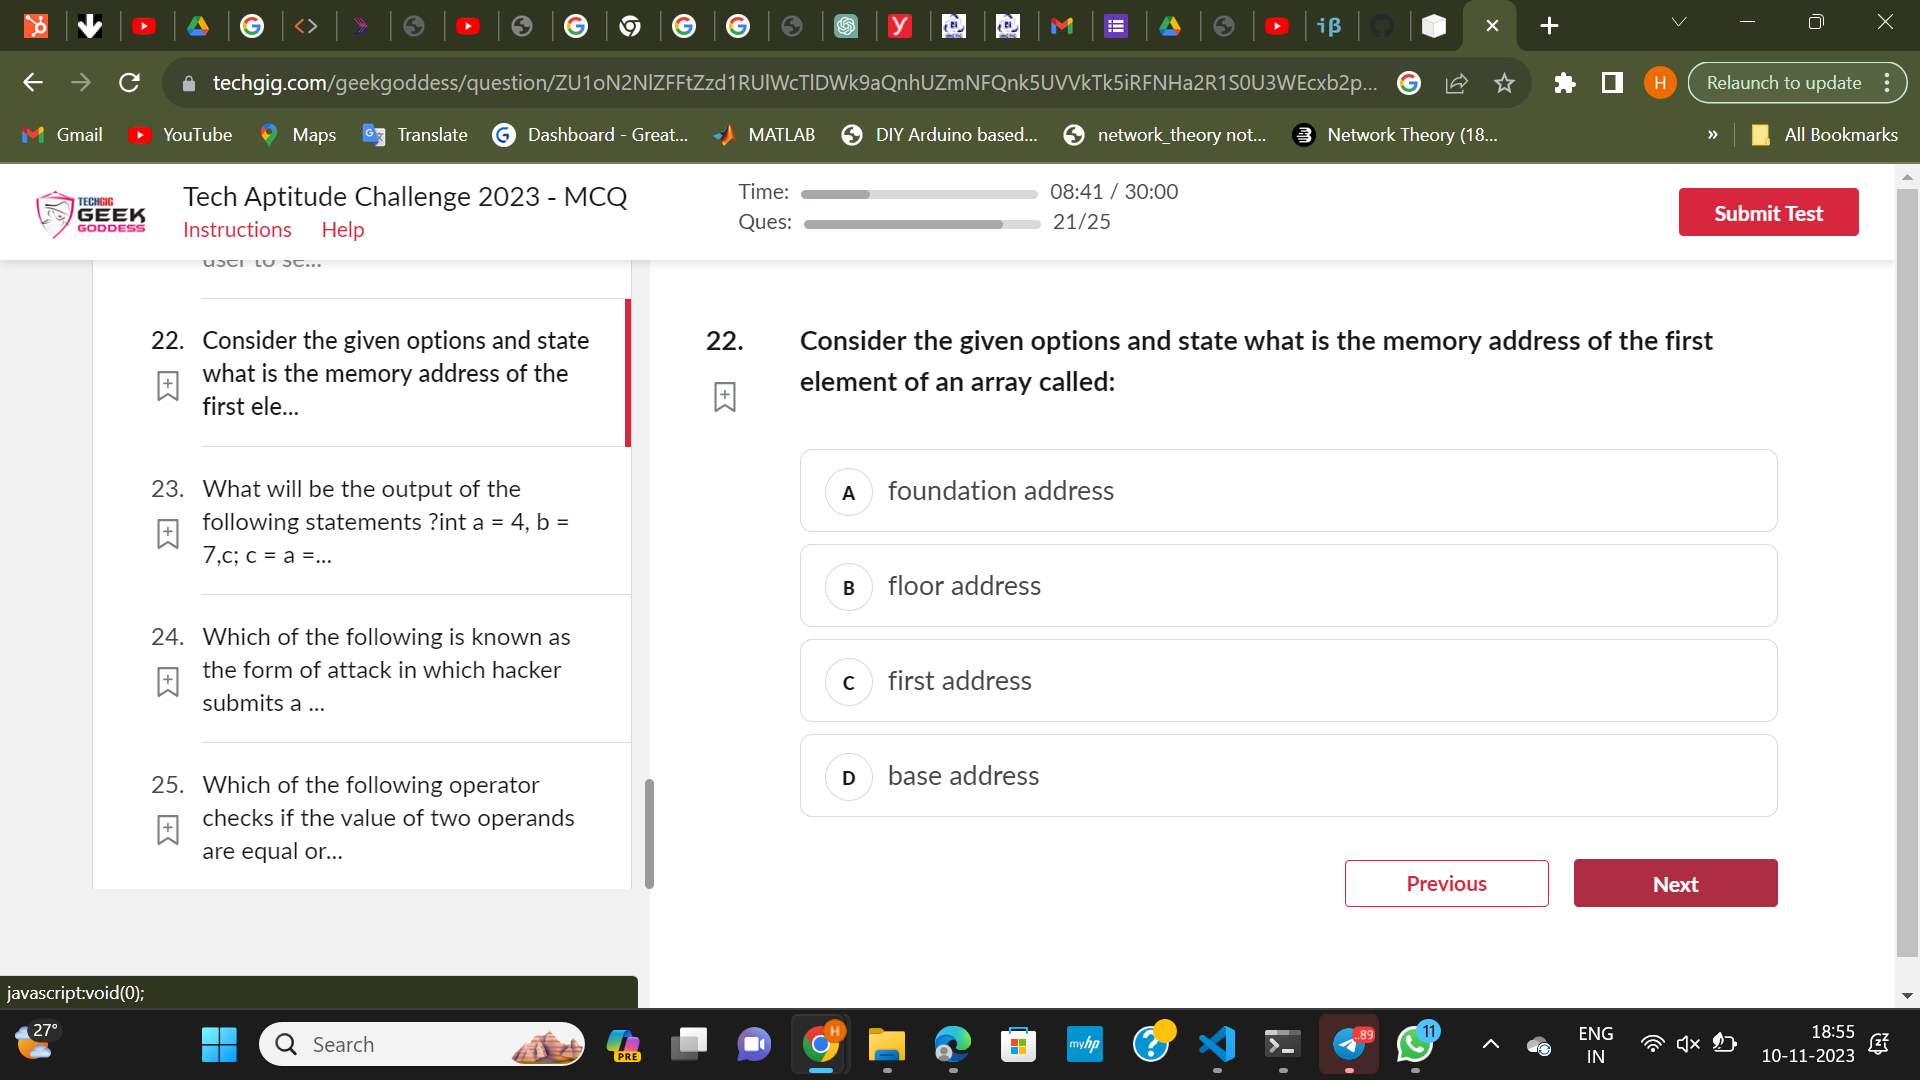 techgig.com/geekgoddess/question/ZU1oN2NlZFFtZzd1RUlWcTlDWk9aQnhUZmNFQnk5UVVkTk5iRFNHa2R1S0U3WEcxb2p...
H
Relaunch to update
Gmail
YouTube
Maps
Translate
Dashboard - Great...
MATLAB
DIY Arduino based...
network_theory not...
Network Theory (18...
»
All Bookmarks
TECHGIG
GEEK
GODDESS
Tech Aptitude Challenge 2023 - MCQ
Instructions Help
Time: 08:41 / 30:00
Ques: 21/25
Submit Test
user to se...
22. Consider the given options and state
what is the memory address of the
first ele...
23. What will be the output of the
following statements ?int a = 4, b =
7,c; c = a =...
24. Which of the following is known as
the form of attack in which hacker
submits a ...
25. Which of the following operator
checks if the value of two operands
are equal or...
22. Consider the given options and state what is the memory address of the first
element of an array called:
A foundation address
B floor address
C first address
D base address
Previous
Next
javascript:void(0);
27°
Search
PRE
H
myhp
.89
11
ENG
IN
18:55
10-11-2023